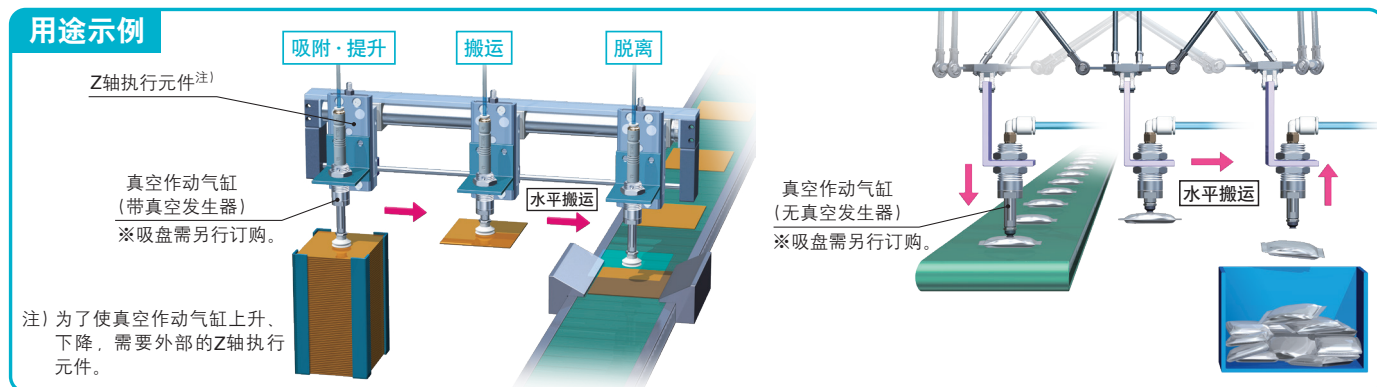 用途示例
吸附·提升
搬运
脱离
Z轴执行元件注)
真空作动气缸
(带真空发生器)
※吸盘需另行订购。
水平搬运
注) 为了使真空作动气缸上升、
下降，需要外部的Z轴执行
元件。
真空作动气缸
(无真空发生器)
※吸盘需另行订购。
水平搬运